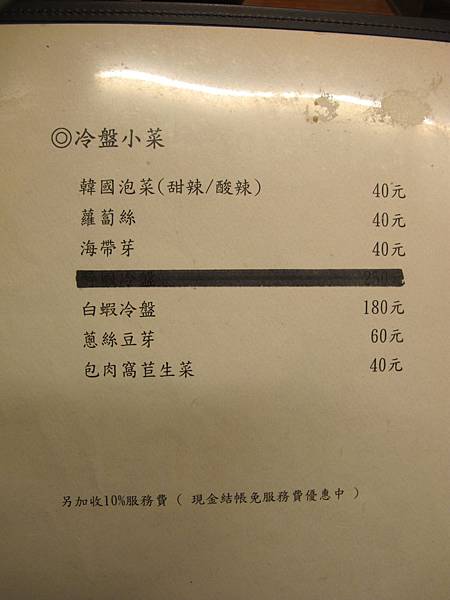 ◎冷盤小菜
韓國泡菜(甜辣/酸辣) 40元
蘿蔔絲 40元
海帶芽 40元
白蝦冷盤 180元
蔥絲豆芽 60元
包肉窩苣生菜 40元
另加收10%服務費 ( 現金結帳免服務費優惠中 )